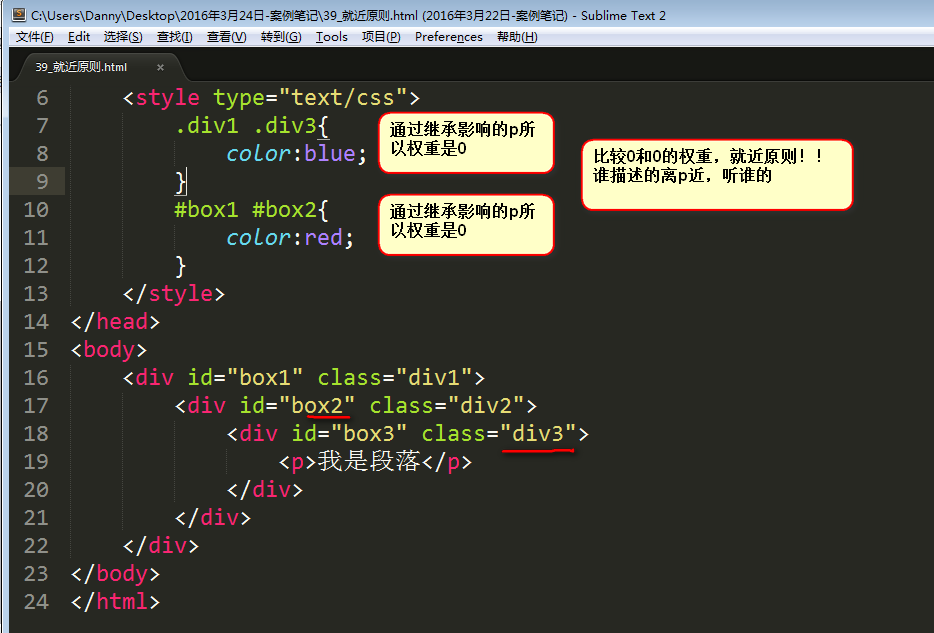 C:\Users\Danny\Desktop\2016年3月24日-案例笔记\39_就近原则.html (2016年3月22日-案例笔记) - Sublime Text 2
文件(F) Edit 选择(S) 查找(I) 查看(V) 转到(G) Tools 项目(P) Preferences 帮助(H)
39_就近原则.html ×
6 <style type="text/css">
7 .div1 .div3{
8 color:blue;
9 }
10 #box1 #box2{
11 color:red;
12 }
13 </style>
14 </head>
15 <body>
16 <div id="box1" class="div1">
17 <div id="box2" class="div2">
18 <div id="box3" class="div3">
19 <p>我是段落</p>
20 </div>
21 </div>
22 </div>
23 </body>
24 </html>
通过继承影响的p所
以权重是0
通过继承影响的p所
以权重是0
比较0和0的权重，就近原则！！
谁描述的离p近，听谁的